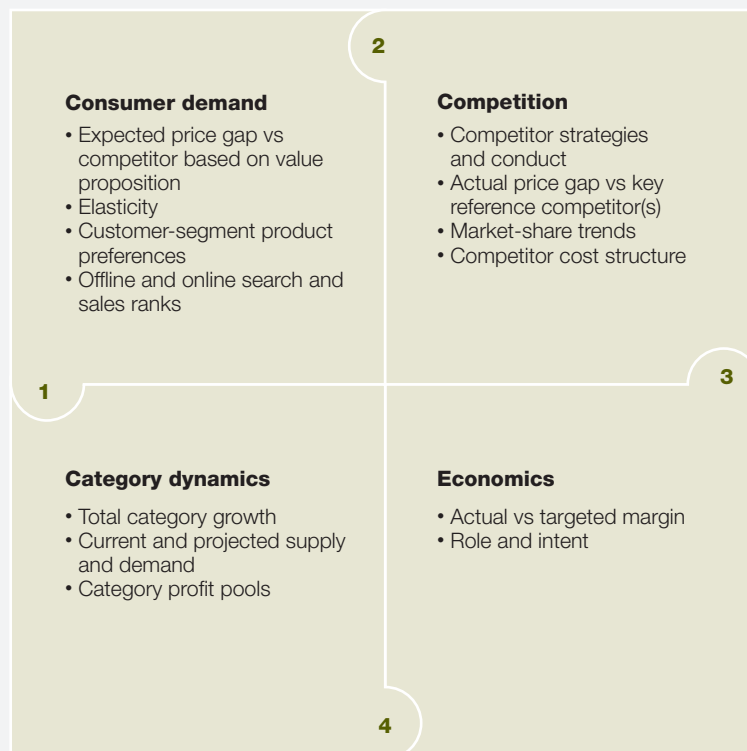 2
Consumer demand
• Expected price gap vs
competitor based on value
proposition
• Elasticity
• Customer-segment product
preferences
• Offline and online search and
sales ranks
Competition
• Competitor strategies
and conduct
• Actual price gap vs key
reference competitor(s)
• Market-share trends
• Competitor cost structure
1
3
Category dynamics
• Total category growth
• Current and projected supply
and demand
• Category profit pools
Economics
• Actual vs targeted margin
• Role and intent
4